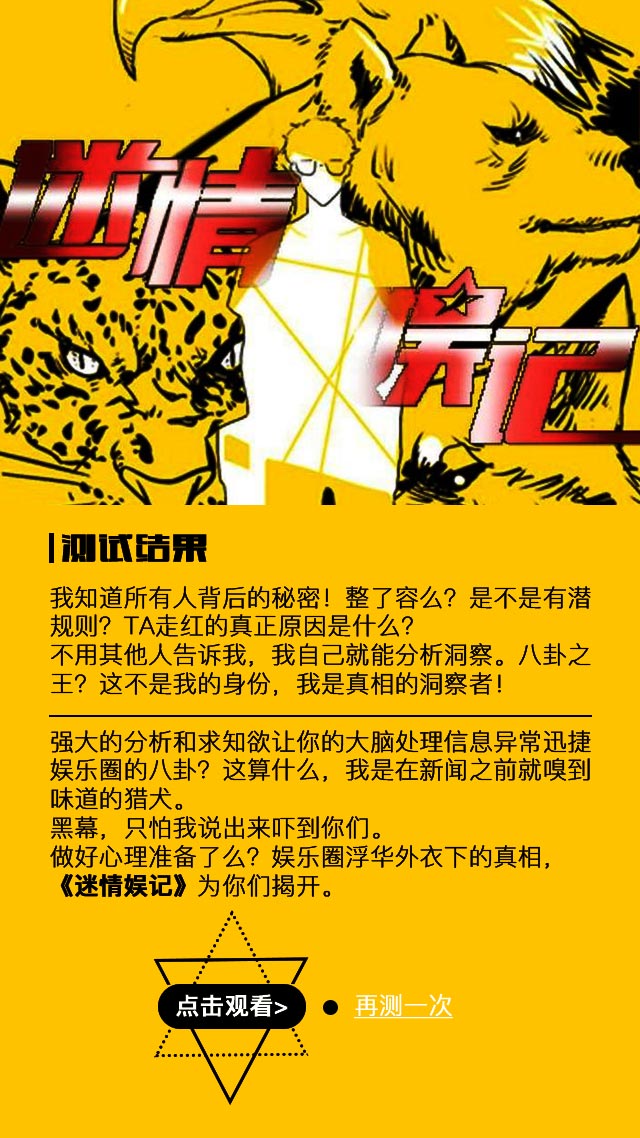 迷情
娱记
测试结果
我知道所有人背后的秘密！整了容么？是不是有潜
规则？TA走红的真正原因是什么？
不用其他人告诉我，我自己就能分析洞察。八卦之
王？这不是我的身份，我是真相的洞察者！
强大的分析和求知欲让你的大脑处理信息异常迅捷
娱乐圈的八卦？这算什么，我是在新闻之前就嗅到
味道的猎犬。
黑幕，只怕我说出来吓到你们。
做好心理准备了么？娱乐圈浮华外衣下的真相，
《迷情娱记》为你们揭开。
点击观看> ● 再测一次